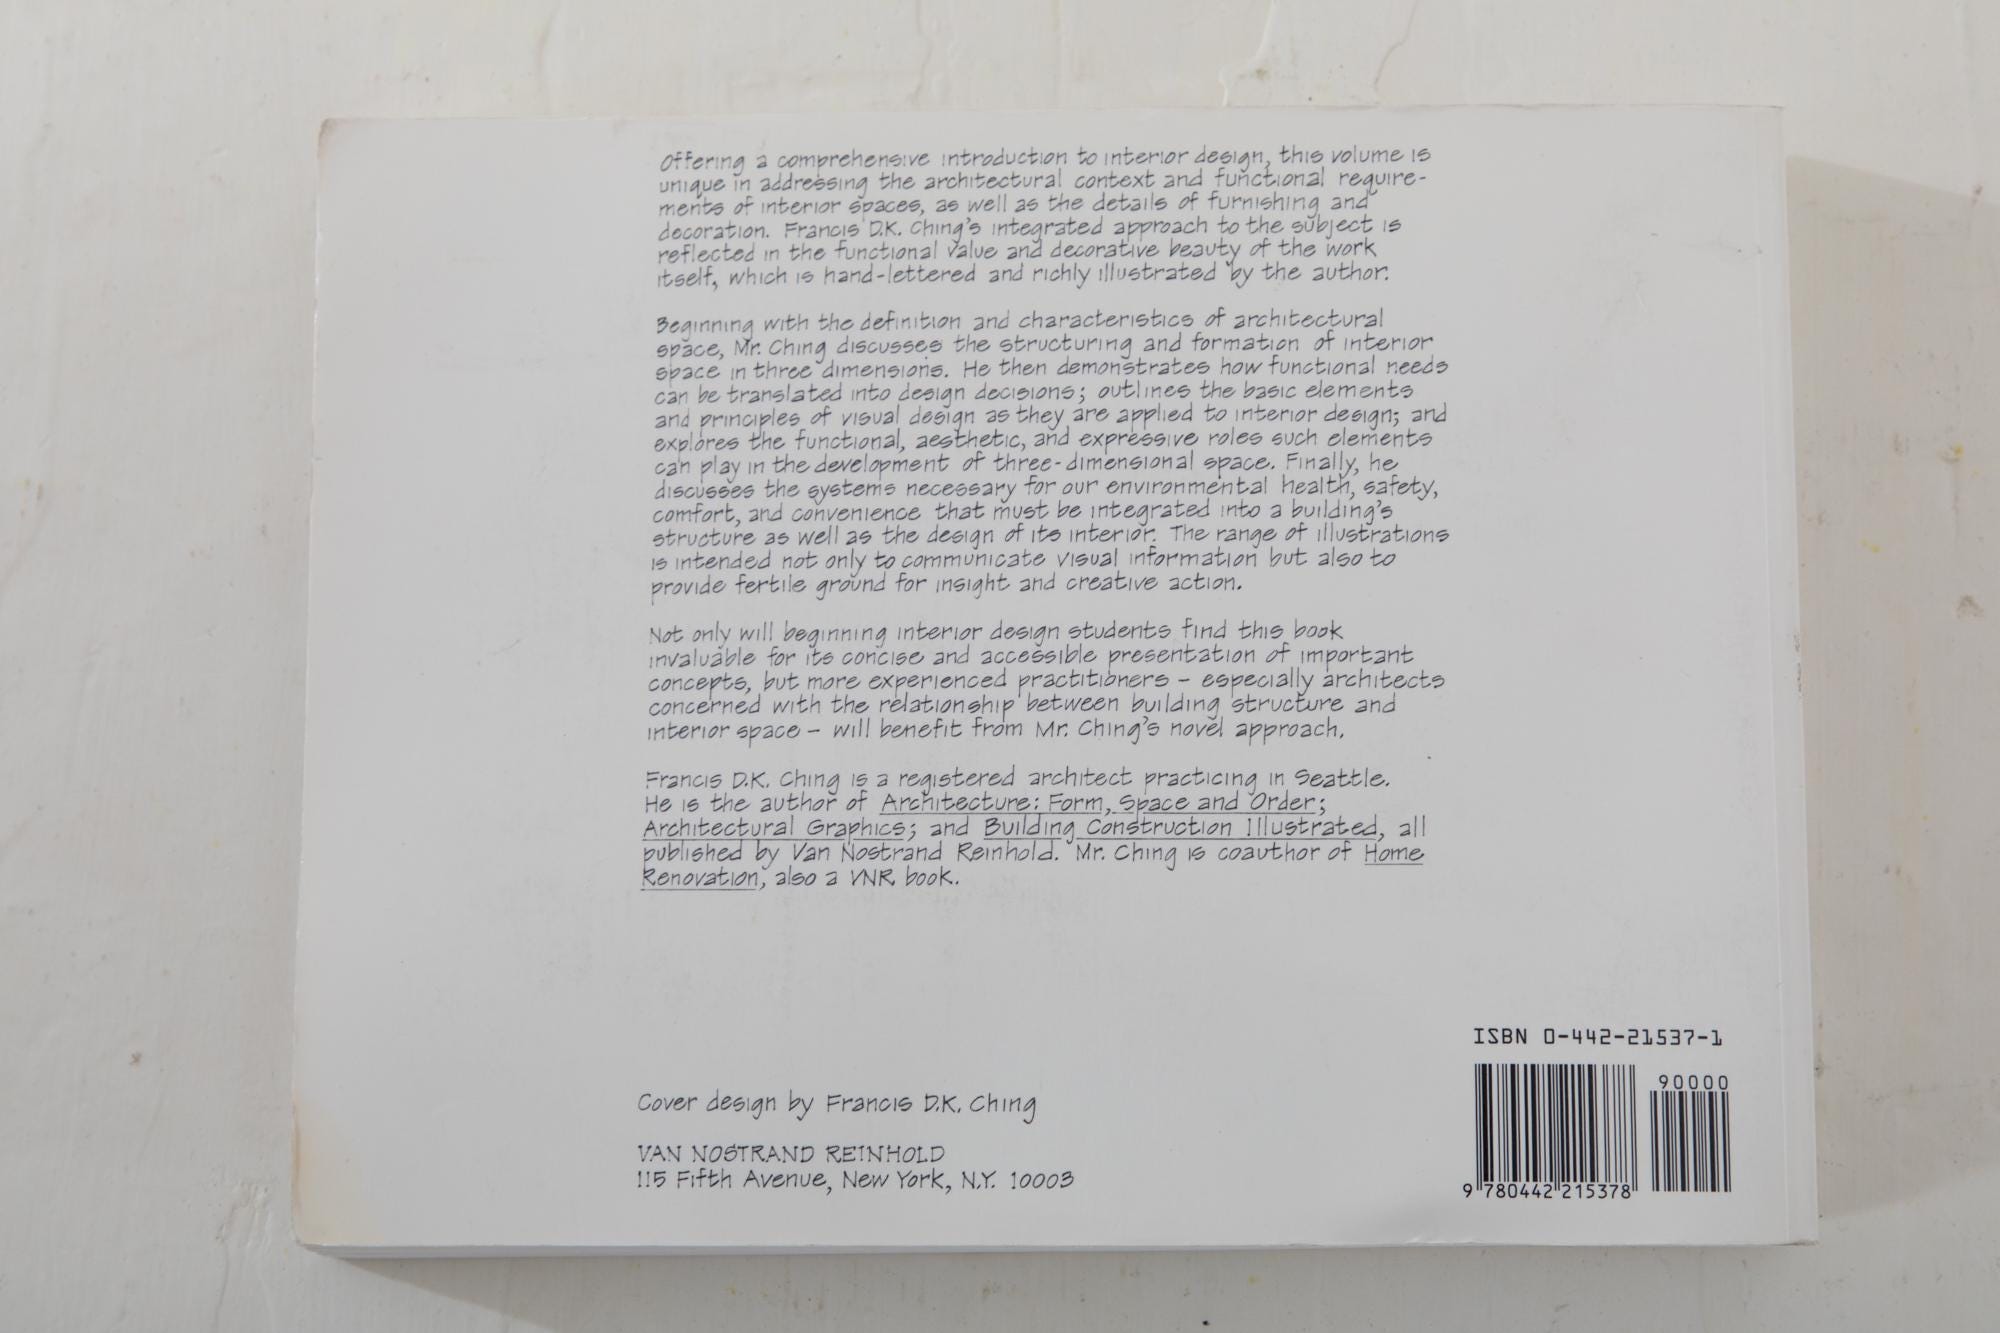 Offering a comprehensive introduction to interior design, this volume is
unique in addressing the architectural context and functional require-
ments of interior spaces, as well as the details of furnishing and
decoration. Francis D.K. Ching's integrated approach to the subject is
reflected in the functional value and decorative beauty of the work
itself, which is hand-lettered and richly illustrated by the author.
Beginning with the definition and characteristics of architectural
space, Mr. Ching discusses the structuring and formation of interior
space in three dimensions. He then demonstrates how functional needs
can be translated into design decisions; outlines the basic elements
and principles of visual design as they are applied to interior design; and
explores the functional, aesthetic, and expressive roles such elements
can play in the development of three-dimensional space. Finally, he
discusses the systems necessary for our environmental health, safety,
comfort, and convenience that must be integrated into a building's
structure as well as the design of its interior. The range of illustrations
is intended not only to communicate visual information but also to
provide fertile ground for insight and creative action.
Not only will beginning interior design students find this book
invaluable for its concise and accessible presentation of important
concepts, but more experienced practitioners – especially architects
concerned with the relationship between building structure and
interior space – will benefit from Mr. Ching's novel approach.
Francis D.K. Ching is a registered architect practicing in Seattle.
He is the author of Architecture: Form, Space and Order;
Architectural Graphics; and Building Construction Illustrated, all
published by Van Nostrand Reinhold. Mr. Ching is coauthor of Home
Renovation, also a VNR book.
Cover design by Francis D.K. Ching
VAN NOSTRAND REINHOLD
115 Fifth Avenue, New York, N.Y. 10003
ISBN 0-442-21537-1
90000
9 780442 215378